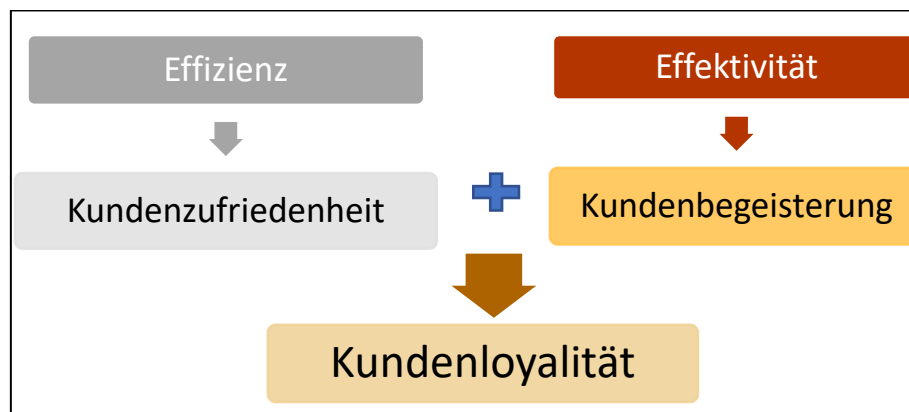 Effizienz
Effektivität
Kundenzufriedenheit
Kundenbegeisterung
Kundenloyalität